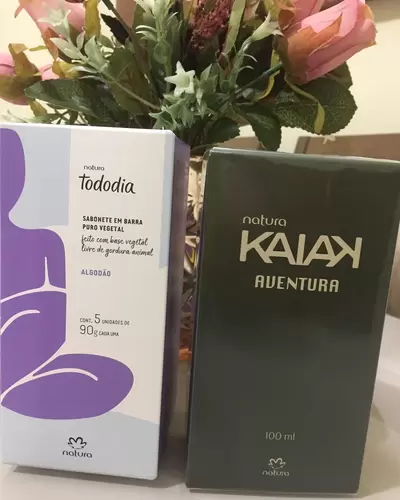 natura
Tododia
SABONETE EM BARRA
PURO VEGETAL
feito com base vegetal
livre de gordura animal
ALGODÃO
CONT. 5 UNIDADES DE
90g CADA UMA
natura
natura
KAIAK
AVENTURA
100 ml
natura